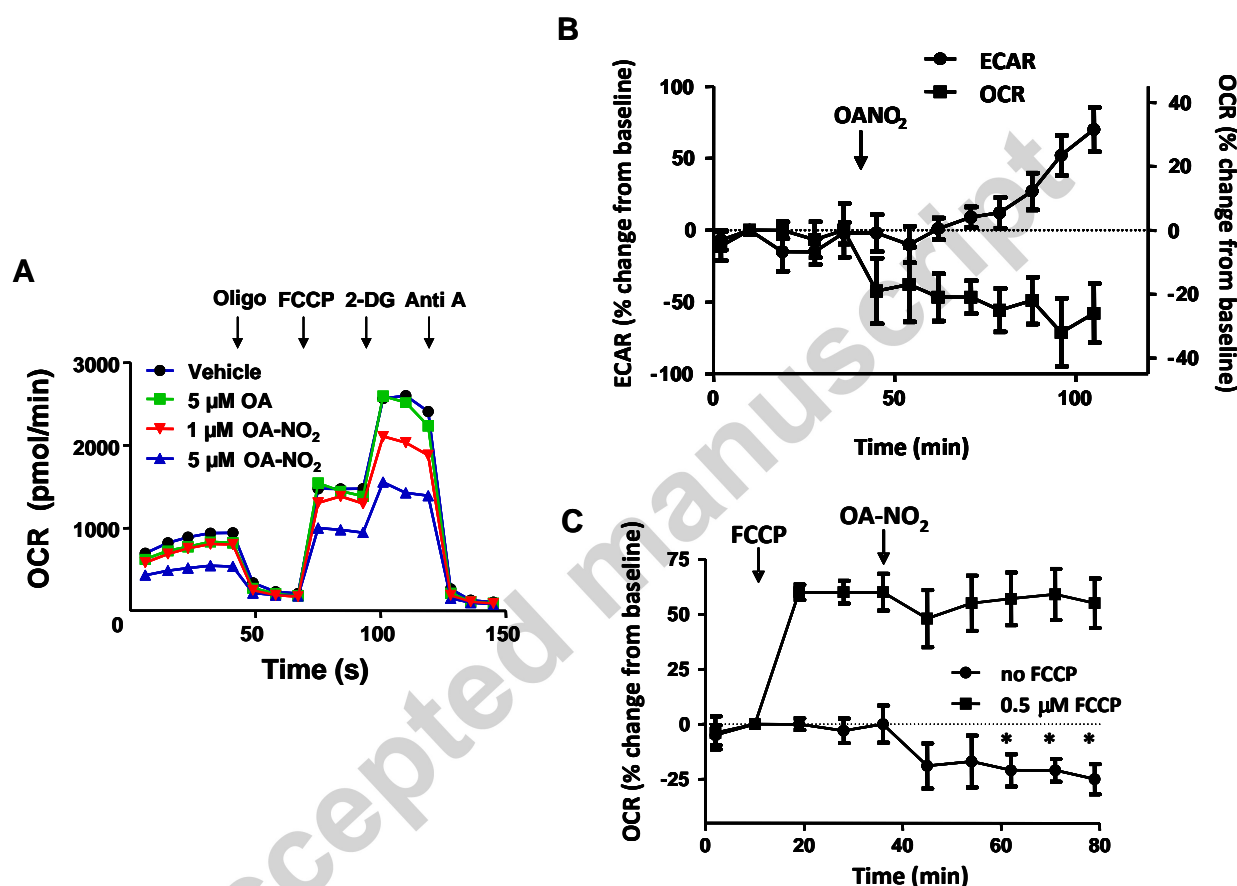 A
Oligo FCCP 2-DG Anti A
OCR (pmol/min)
3000
2000
1000
0
Vehicle
5 µM OA
1 µM OA-NO₂
5 µM OA-NO₂
50 100 150
Time (s)
B
ECAR
OCR
OANO₂
ECAR (% change from baseline)
100
50
0
-50
-100
OCR (% change from baseline)
40
20
0
-20
-40
0 50 100
Time (min)
C
FCCP
OA-NO₂
OCR (% change from baseline)
75
50
25
0
-25
no FCCP
0.5 µM FCCP
* * *
0 20 40 60 80
Time (min)
cepted manuscript